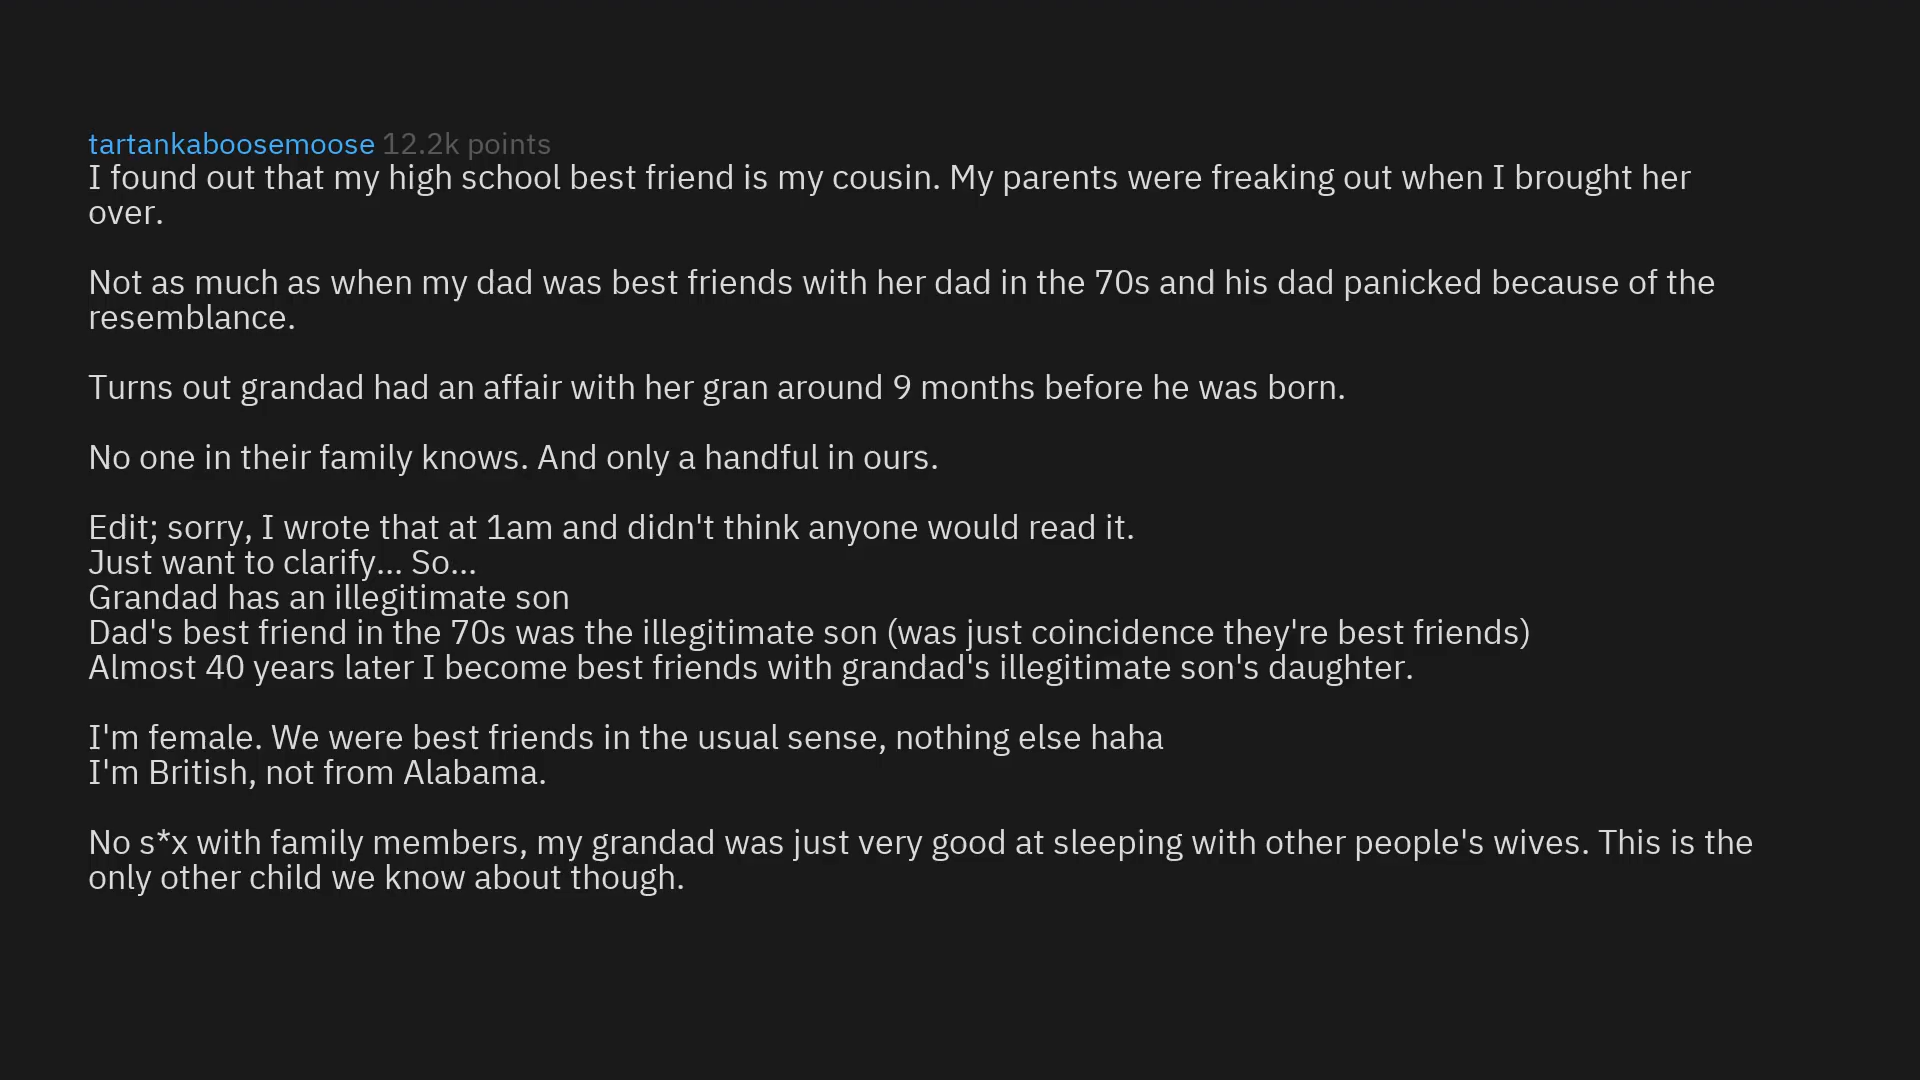 tartankaboosemoose 12.2k points
I found out that my high school best friend is my cousin. My parents were freaking out when I brought her
over.
Not as much as when my dad was best friends with her dad in the 70s and his dad panicked because of the
resemblance.
Turns out grandad had an affair with her gran around 9 months before he was born.
No one in their family knows. And only a handful in ours.
Edit; sorry, I wrote that at 1am and didn't think anyone would read it.
Just want to clarify... So...
Grandad has an illegitimate son
Dad's best friend in the 70s was the illegitimate son (was just coincidence they're best friends)
Almost 40 years later I become best friends with grandad's illegitimate son's daughter.
I'm female. We were best friends in the usual sense, nothing else haha
I'm British, not from Alabama.
No s*x with family members, my grandad was just very good at sleeping with other people's wives. This is the
only other child we know about though.